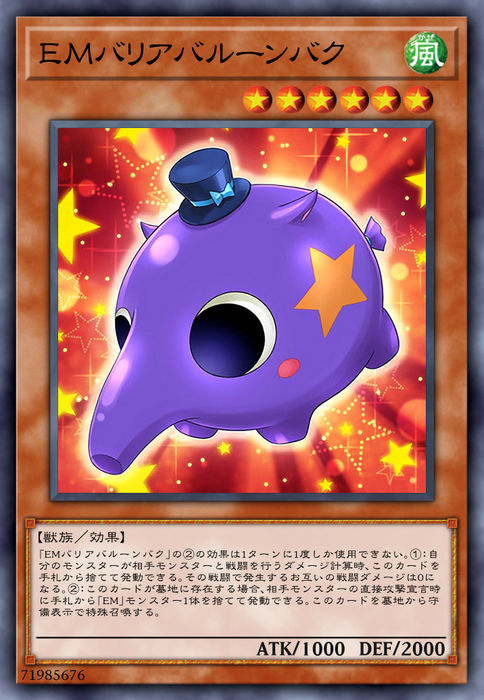 EMバリアバルーンバク
かぜ
風
【獣族／効果】
「EMバリアバルーンバク」の②の効果は1ターンに1度しか使用できない。①：自
分のモンスターが相手モンスターと戦闘を行うダメージ計算時、このカードを
手札から捨てて発動できる。その戦闘で発生するお互いの戦闘ダメージは0に
なる。②：このカードが墓地に存在する場合、相手モンスターの直接攻撃宣言時
に手札から「EM」モンスター1体を捨てて発動できる。このカードを墓地から守
備表示で特殊召喚する。
ATK/1000 DEF/2000
71985676